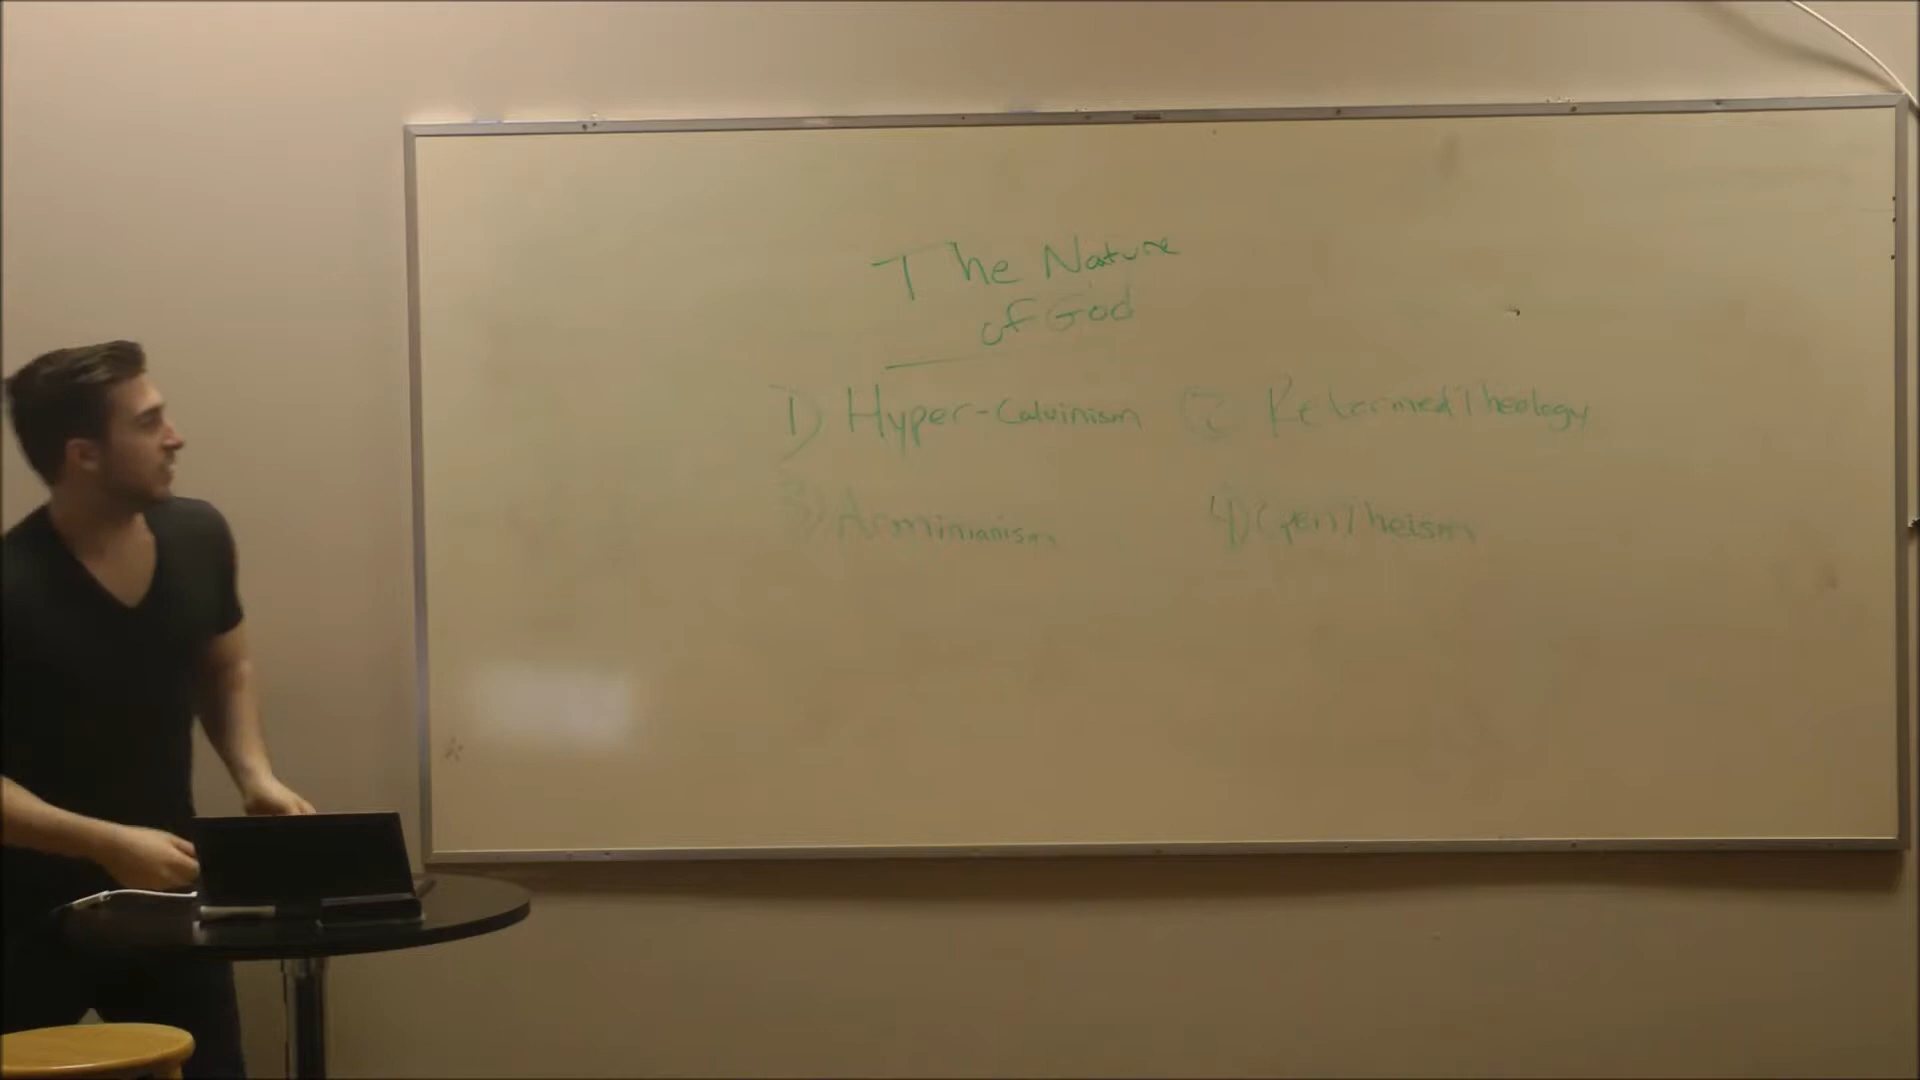 The Nature
of God
1) Hyper-Calvinism 2) Reformed Theology
3) Arminianism 4) Open Theism